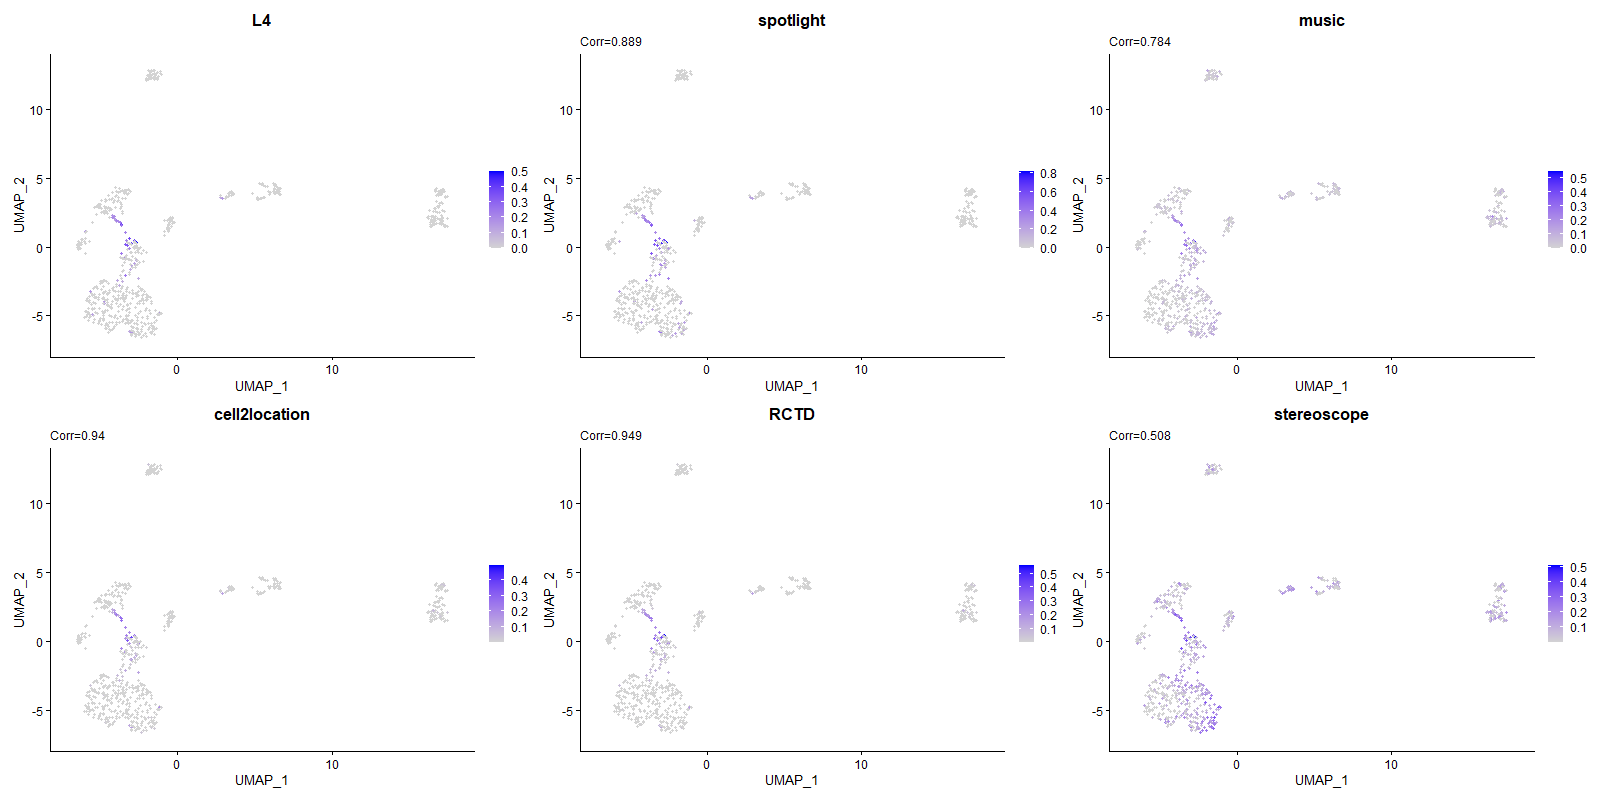 L4
UMAP_2
10
5
0
-5
0
10
UMAP_1
0.5
0.4
0.3
0.2
0.1
0.0
spotlight
Corr=0.889
UMAP_2
10
5
0
-5
0
10
UMAP_1
0.8
0.6
0.4
0.2
0.0
music
Corr=0.784
UMAP_2
10
5
0
-5
0
10
UMAP_1
0.5
0.4
0.3
0.2
0.1
0.0
cell2location
Corr=0.94
UMAP_2
10
5
0
-5
0
10
UMAP_1
0.4
0.3
0.2
0.1
RCTD
Corr=0.949
UMAP_2
10
5
0
-5
0
10
UMAP_1
0.5
0.4
0.3
0.2
0.1
stereoscope
Corr=0.508
UMAP_2
10
5
0
-5
0
10
UMAP_1
0.5
0.4
0.3
0.2
0.1